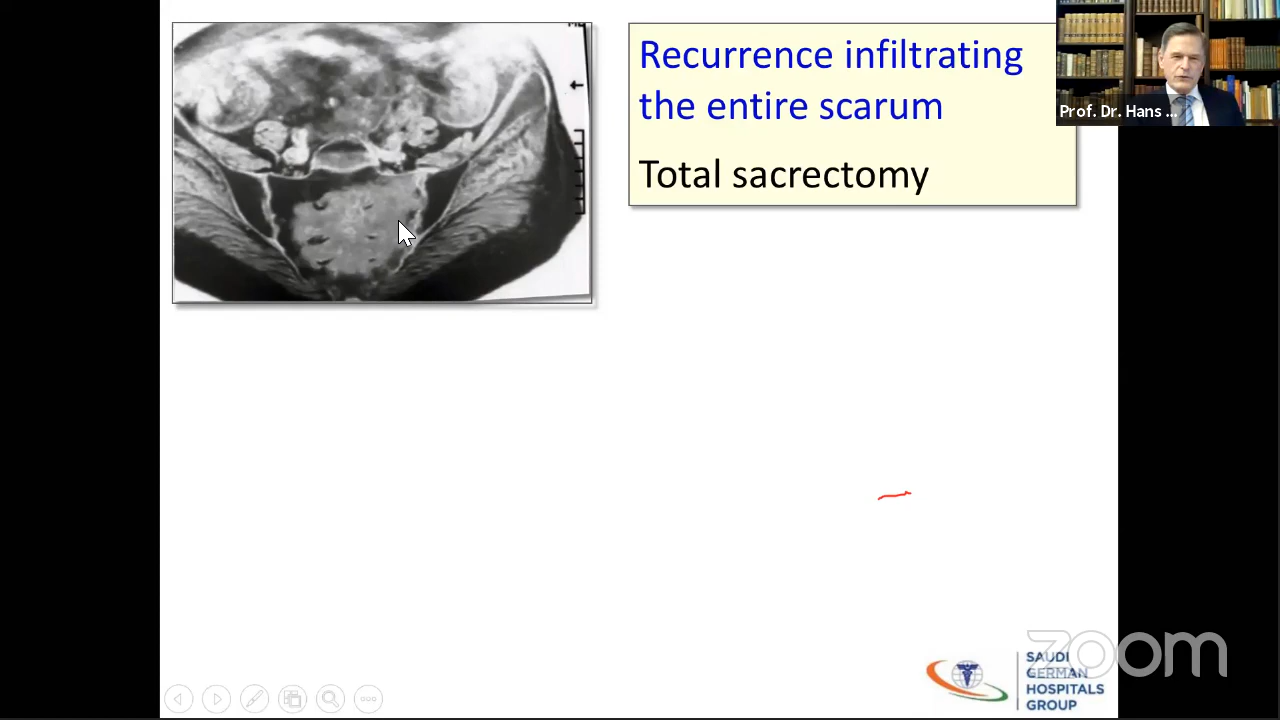 Recurrence infiltrating
the entire scarum
Total sacrectomy
Prof. Dr. Hans ...
zoom
SAUDI
GERMAN
HOSPITALS
GROUP